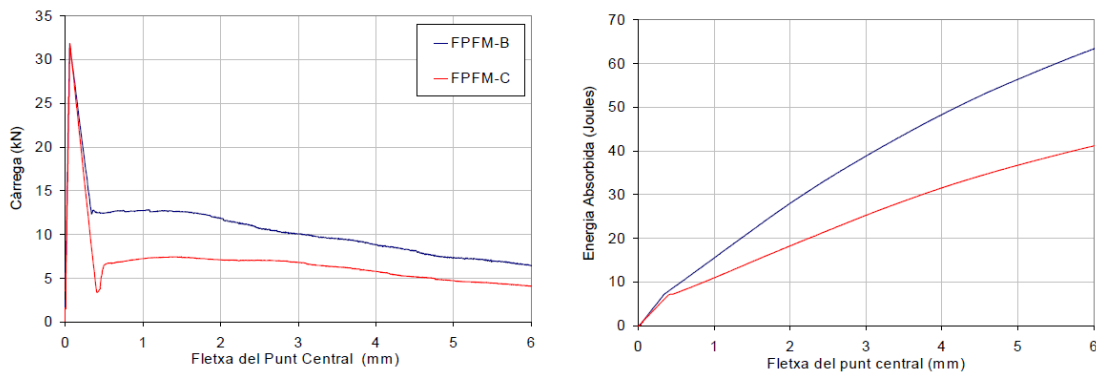 35
30
25
20
15
10
5
0
Càrrega (kN)
FPFM-B
FPFM-C
0 1 2 3 4 5 6
Fletxa del Punt Central (mm)
70
60
50
40
30
20
10
0
Energia Absorbida (Joules)
0 1 2 3 4 5 6
Fletxa del punt central (mm)